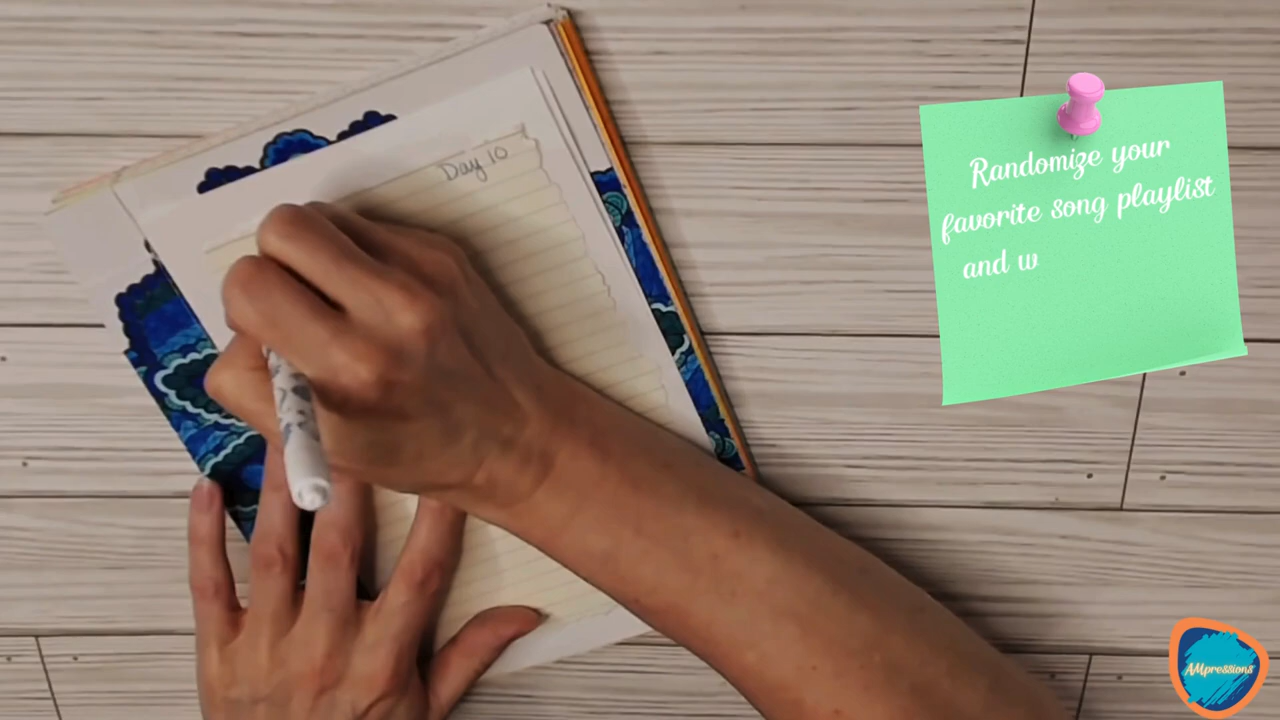 Day 10
Randomize your
favorite song playlist
and w
AMpressions